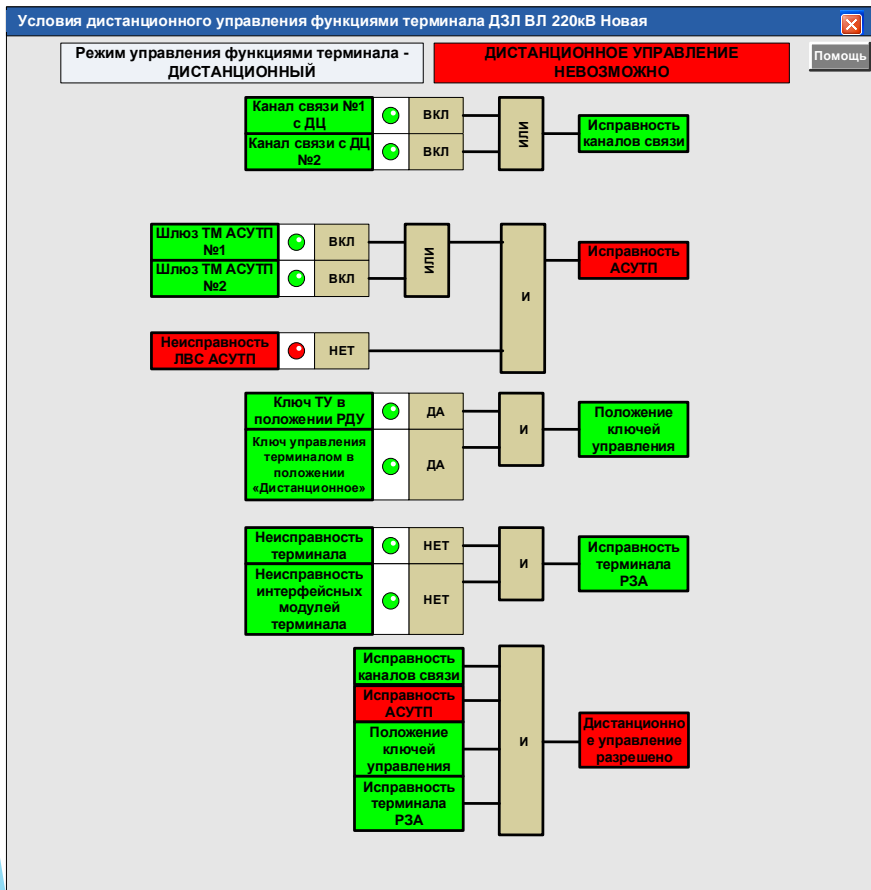 Условия дистанционного управления функциями терминала ДЗЛ ВЛ 220кВ Новая
Режим управления функциями терминала -
ДИСТАНЦИОННЫЙ
ДИСТАНЦИОННОЕ УПРАВЛЕНИЕ
НЕВОЗМОЖНО
Помощь
Канал связи №1
с ДЦ
ВКЛ
Канал связи с ДЦ
№2
ВКЛ
ИЛИ
Исправность
каналов связи
Шлюз ТМ АСУТП
№1
ВКЛ
Шлюз ТМ АСУТП
№2
ВКЛ
ИЛИ
И
Исправность
АСУТП
Неисправность
ЛВС АСУТП
НЕТ
Ключ ТУ в
положении РДУ
ДА
Ключ управления
терминалом в
положении
«Дистанционное»
ДА
И
Положение
ключей
управления
Неисправность
терминала
НЕТ
Неисправность
интерфейсных
модулей
терминала
НЕТ
И
Исправность
терминала
РЗА
Исправность
каналов связи
Исправность
АСУТП
Положение
ключей
управления
Исправность
терминала
РЗА
И
Дистанционно
е управление
разрешено